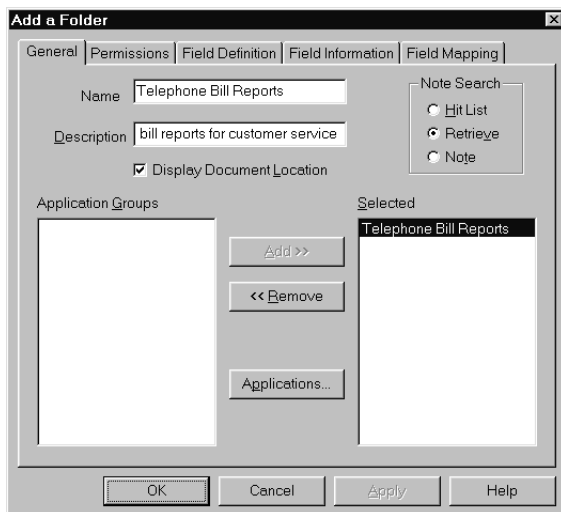 Add a Folder
General Permissions Field Definition Field Information Field Mapping
Name Telephone Bill Reports
Description bill reports for customer service
Display Document Location
Note Search
Hit List
Retrieve
Note
Application Groups
Selected
Telephone Bill Reports
Add >>
<< Remove
Applications...
OK Cancel Apply Help